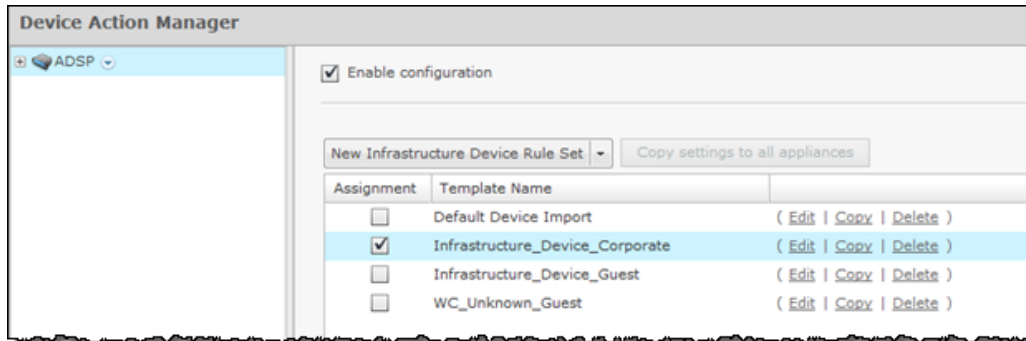 Device Action Manager
ADSP
Enable configuration
New Infrastructure Device Rule Set Copy settings to all appliances
Assignment Template Name
Default Device Import ( Edit | Copy | Delete )
Infrastructure_Device_Corporate ( Edit | Copy | Delete )
Infrastructure_Device_Guest ( Edit | Copy | Delete )
WC_Unknown_Guest ( Edit | Copy | Delete )